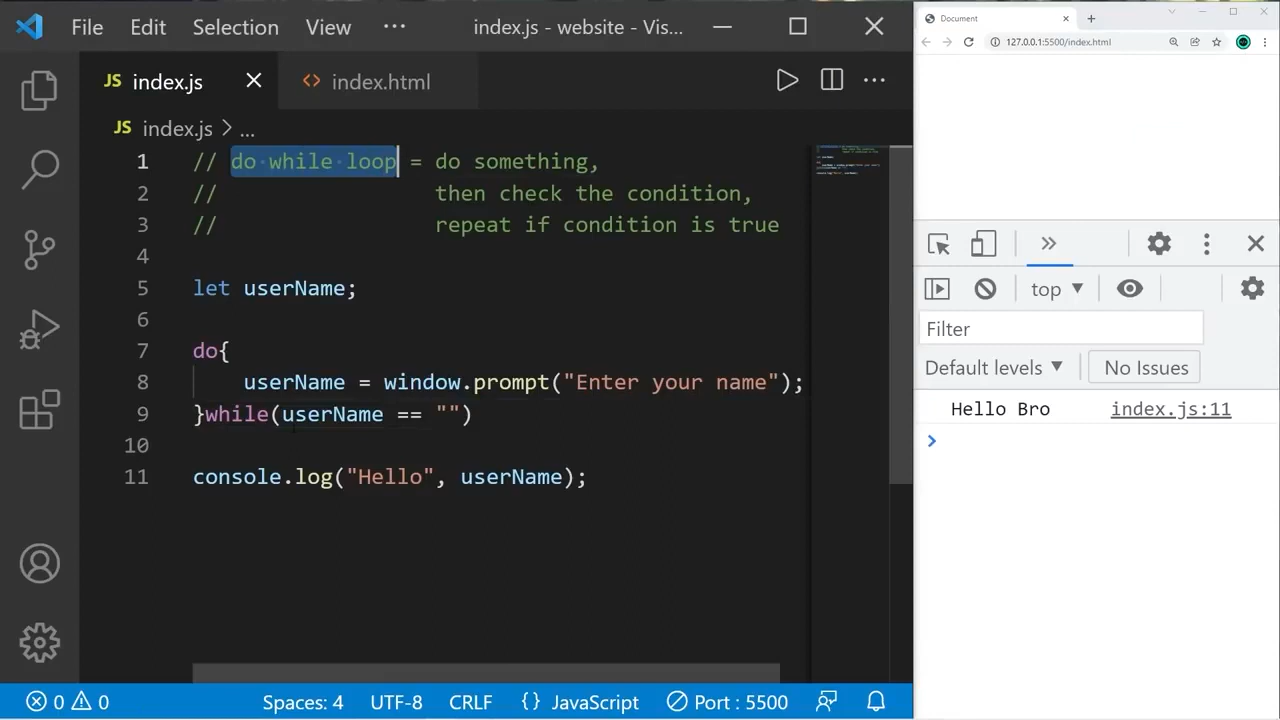 File Edit Selection View ··· index.js - website - Vis...
JS index.js <> index.html
JS index.js > ...
1 // do while loop = do something,
2 // then check the condition,
3 // repeat if condition is true
4
5 let userName;
6
7 do{
8 userName = window.prompt("Enter your name");
9 }while(userName == "")
10
11 console.log("Hello", userName);
0 0 Spaces: 4 UTF-8 CRLF {} JavaScript Port : 5500
Document
127.0.0.1:5500/index.html
top
Filter
Default levels No Issues
Hello Bro index.js:11